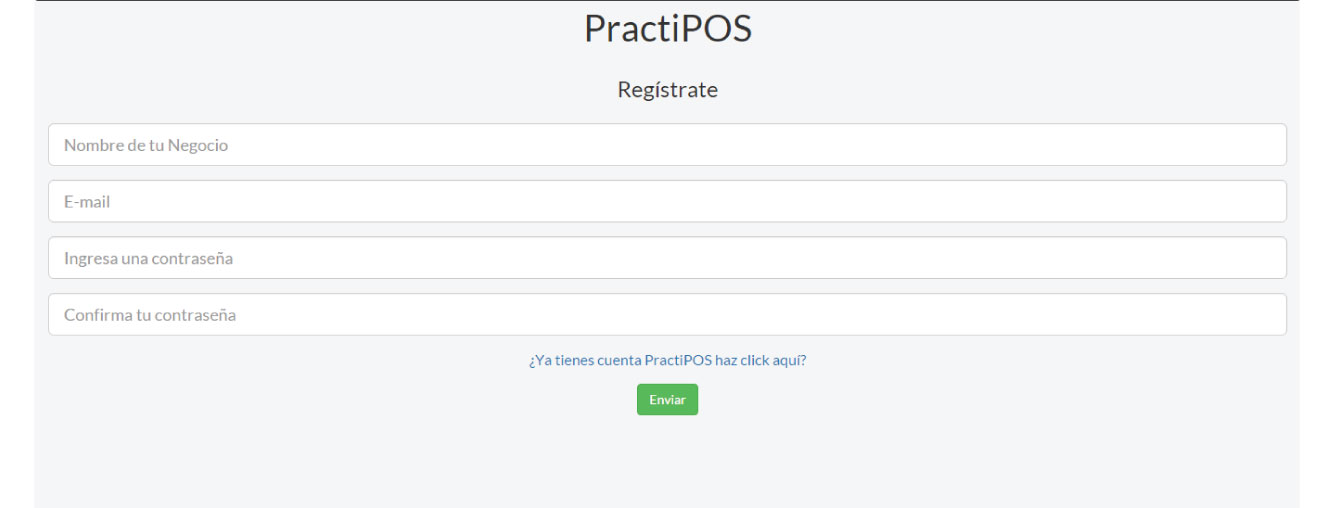 PractiPOS
Regístrate
Nombre de tu Negocio
E-mail
Ingresa una contraseña
Confirma tu contraseña
¿Ya tienes cuenta PractiPOS haz click aquí?
Enviar